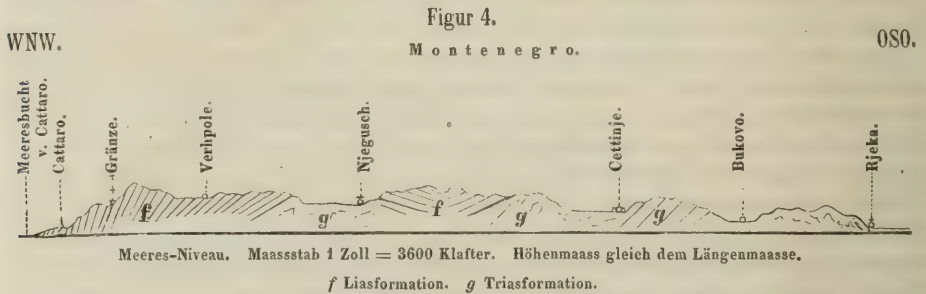 Figur 4.
WNW.
Montenegro.
OSO.
Meeresbucht
v. Cattaro.
Cattaro.
Gränze.
Verhpole.
Njegusch.
Cettinje.
Bukovo.
Rjeka.
f
g
f
g
g
Meeres-Niveau. Maassstab 1 Zoll = 3600 Klafter. Höhenmaass gleich dem Längenmaasse.
f Liasformation. g Triasformation.